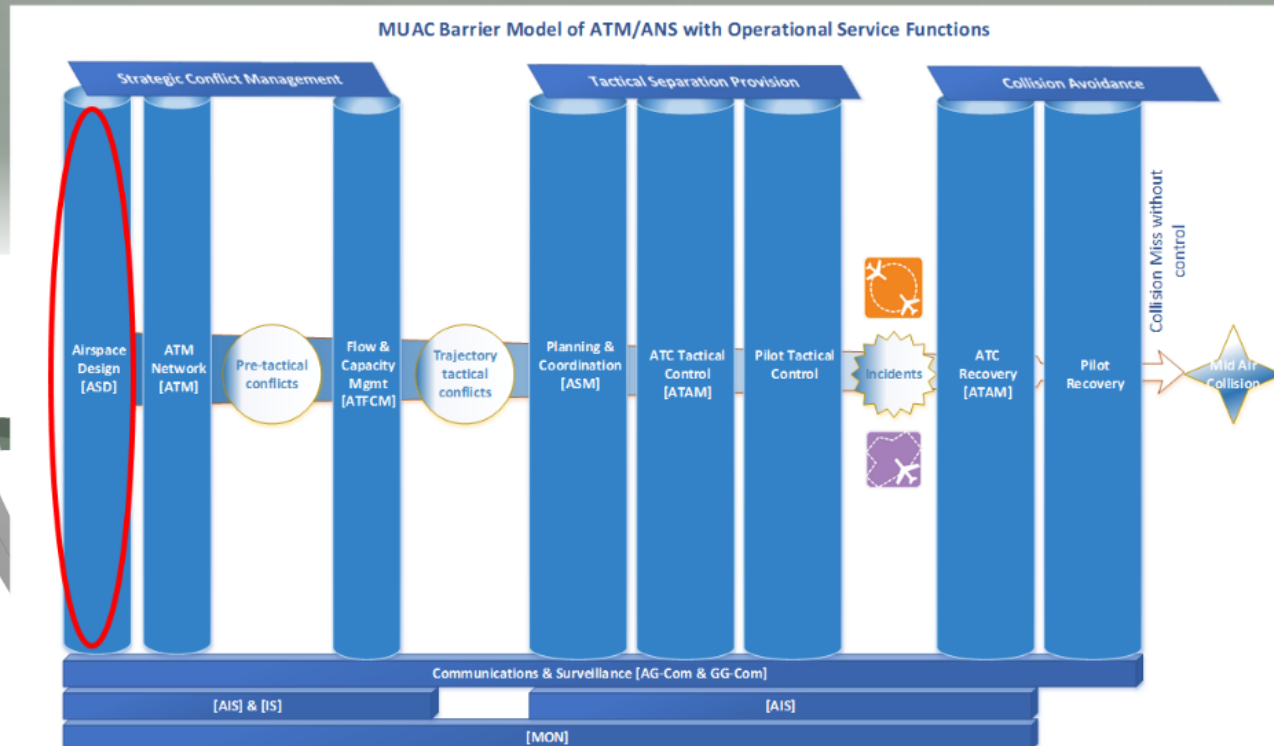 MUAC Barrier Model of ATM/ANS with Operational Service Functions
Strategic Conflict Management
Tactical Separation Provision
Collision Avoidance
Airspace
Design
[ASD]
ATM
Network
[ATM]
Pre-tactical
conflicts
Flow &
Capacity
Mgmt
[ATFCM]
Trajectory
tactical
conflicts
Planning &
Coordination
[ASM]
ATC Tactical
Control
[ATAM]
Pilot Tactical
Control
Incidents
ATC
Recovery
[ATAM]
Pilot
Recovery
Collision Miss without
control
Mid Air
Collision
Communications & Surveillance [AG-Com & GG-Com]
[AIS] & [IS]
[AIS]
[MON]